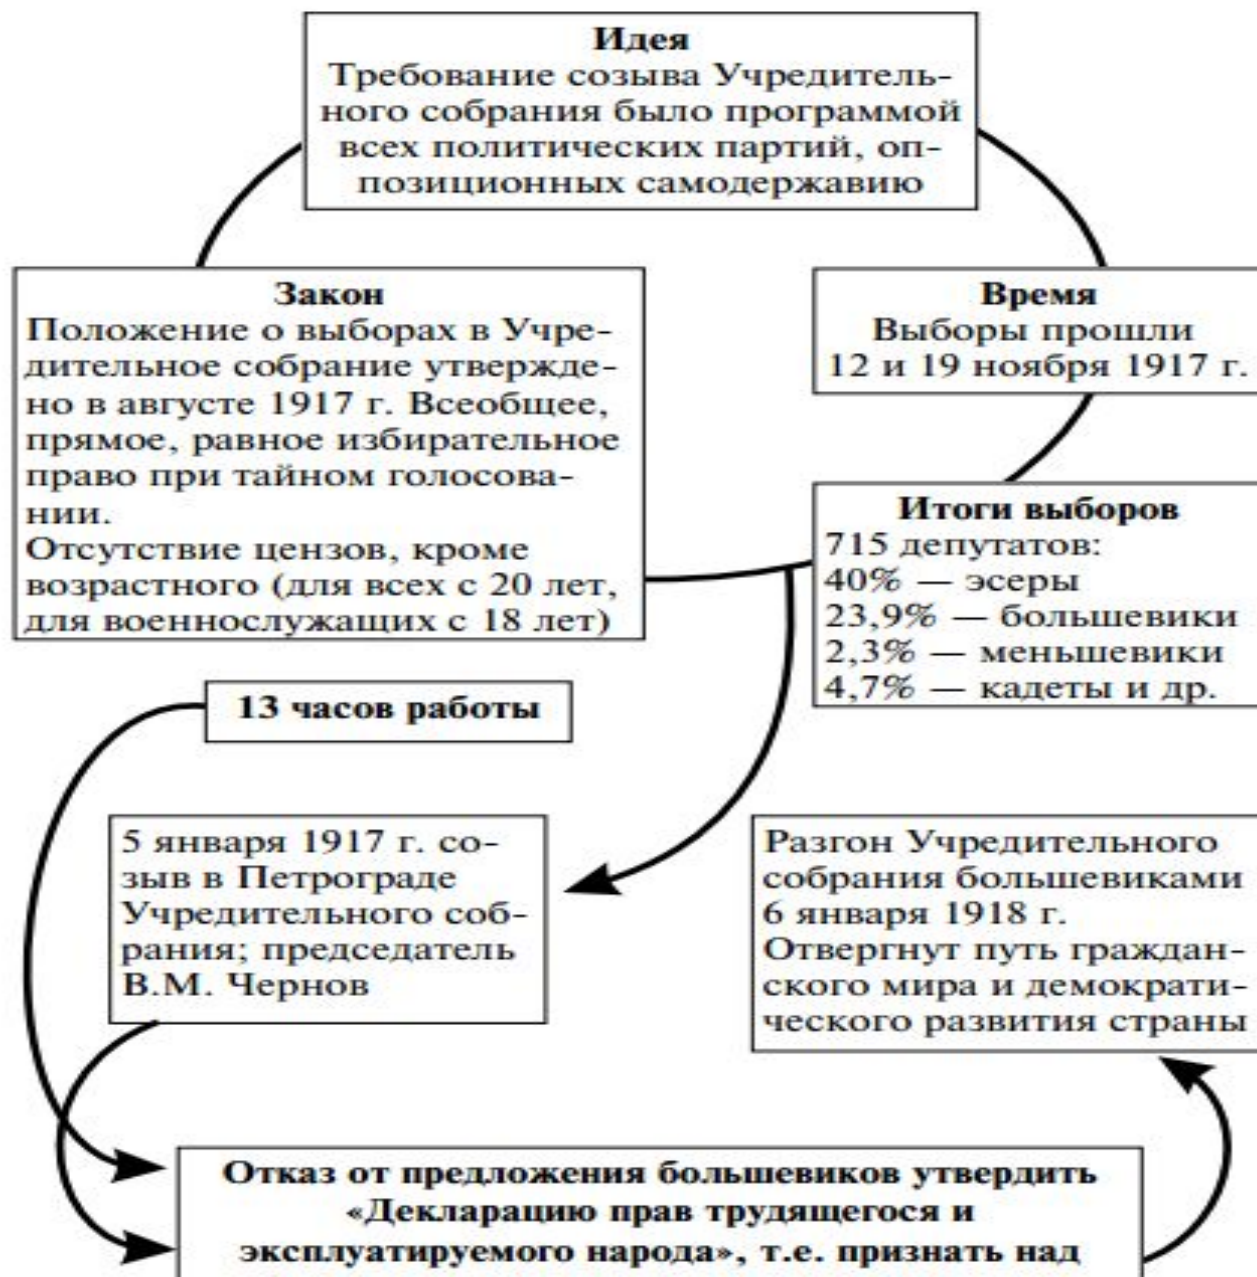 Идея
Требование созыва Учредитель-
ного собрания было программой
всех политических партий, оп-
позиционных самодержавию
Закон
Положение о выборах в Учре-
дительное собрание утвержде-
но в августе 1917 г. Всеобщее,
прямое, равное избирательное
право при тайном голосова-
нии.
Отсутствие цензов, кроме
возрастного (для всех с 20 лет,
для военнослужащих с 18 лет)
Время
Выборы прошли
12 и 19 ноября 1917 г.
Итоги выборов
715 депутатов:
40% — эсеры
23,9% — большевики
2,3% — меньшевики
4,7% — кадеты и др.
13 часов работы
5 января 1917 г. со-
зыв в Петрограде
Учредительного соб-
рания; председатель
В.М. Чернов
Разгон Учредительного
собрания большевиками
6 января 1918 г.
Отвергнут путь граждан-
ского мира и демократи-
ческого развития страны
Отказ от предложения большевиков утвердить
«Декларацию прав трудящегося и
эксплуатируемого народа», т.е. признать над